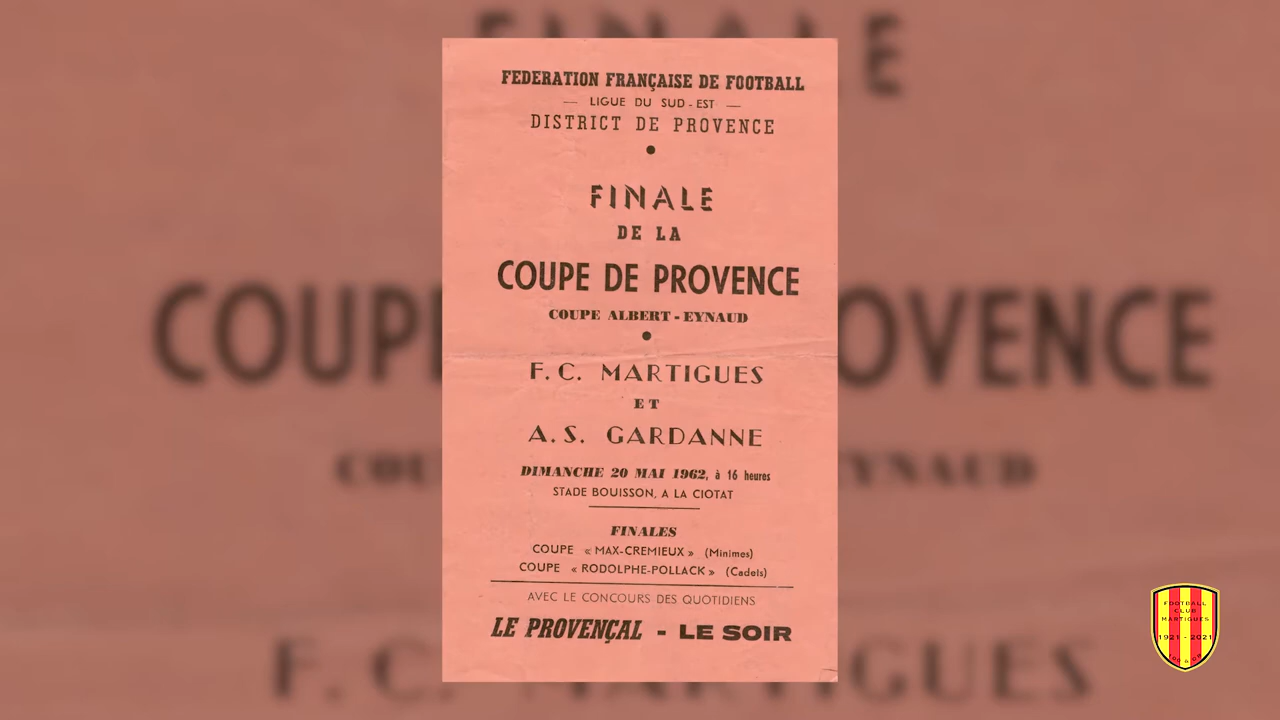 FEDERATION FRANÇAISE DE FOOTBALL
— LIGUE DU SUD-EST —
DISTRICT DE PROVENCE
FINALE
DE LA
COUPE DE PROVENCE
COUPE ALBERT-EYNAUD
F.C. MARTIGUES
ET
A.S. GARDANNE
DIMANCHE 20 MAI 1962, à 16 heures
STADE BOUISSON, A LA CIOTAT
FINALES
COUPE « MAX-CREMIEUX » (Minimes)
COUPE « RODOLPHE-POLLACK » (Cadets)
AVEC LE CONCOURS DES QUOTIDIENS
LE PROVENÇAL - LE SOIR
FOOTBALL
CLUB
MARTIGUES
1921 - 2021